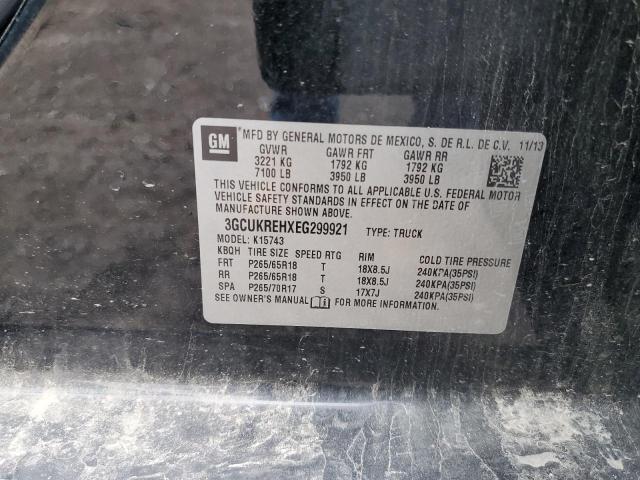 GM *MFD BY GENERAL MOTORS DE MEXICO, S. DE R.L. DE C.V. 11/13
GVWR GAWR FRT GAWR RR
3221 KG 1792 KG 1792 KG
7100 LB 3950 LB 3950 LB
THIS VEHICLE CONFORMS TO ALL APPLICABLE U.S. FEDERAL MOTOR
VEHICLE SAFETY STANDARDS IN EFFECT ON THE DATE OF
MANUFACTURE SHOWN ABOVE.
3GCUKREHXEG299921 TYPE: TRUCK
MODEL: K15743
KBQH TIRE SIZE SPEED RTG RIM COLD TIRE PRESSURE
FRT P265/65R18 T 18X8.5J 240KPA(35PSI)
RR P265/65R18 T 18X8.5J 240KPA(35PSI)
SPA P265/70R17 S 17X7J 240KPA(35PSI)
SEE OWNER'S MANUAL FOR MORE INFORMATION.